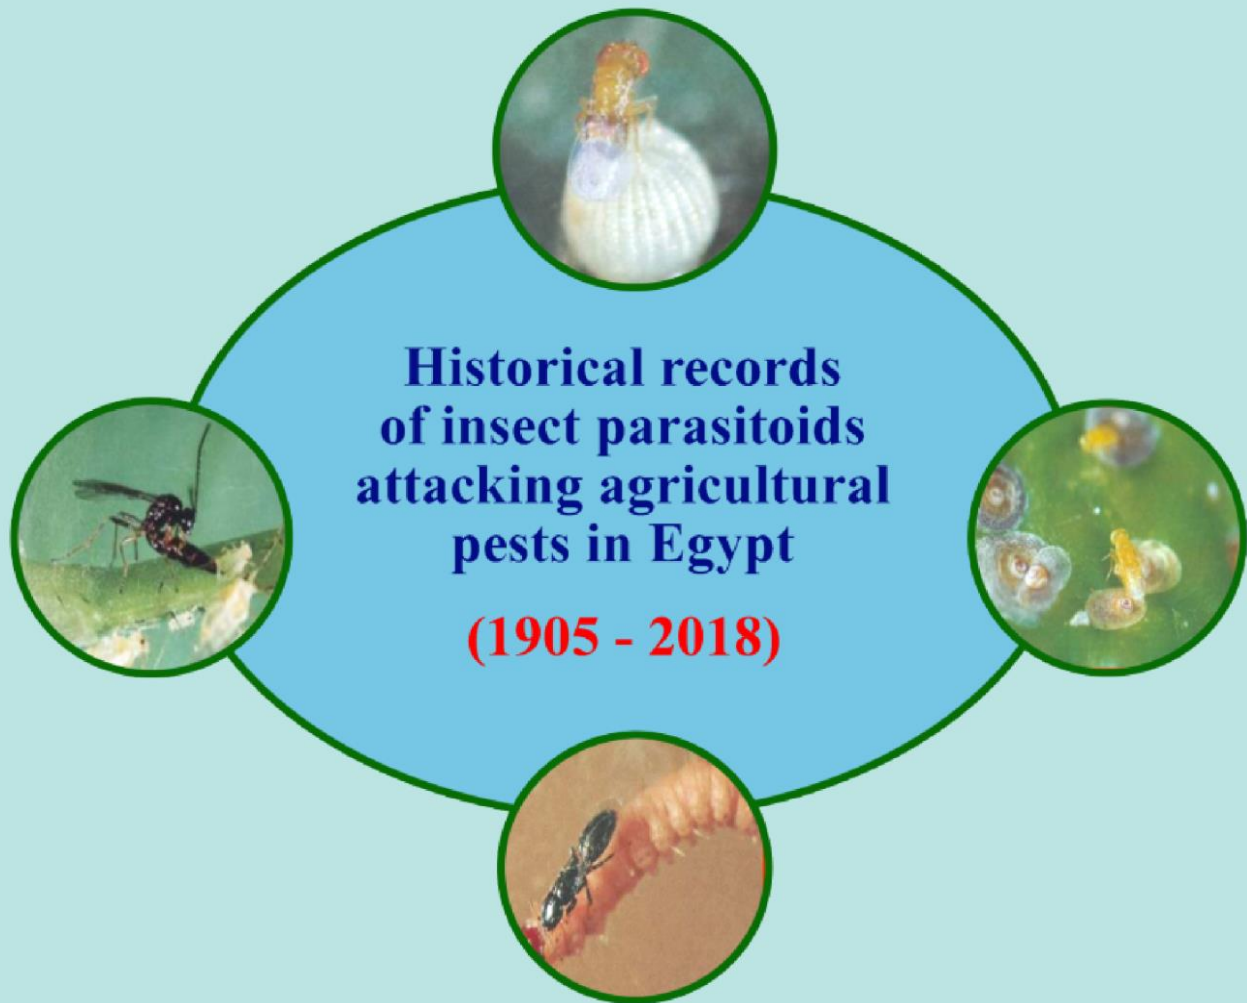 Historical records
of insect parasitoids
attacking agricultural
pests in Egypt
(1905 - 2018)